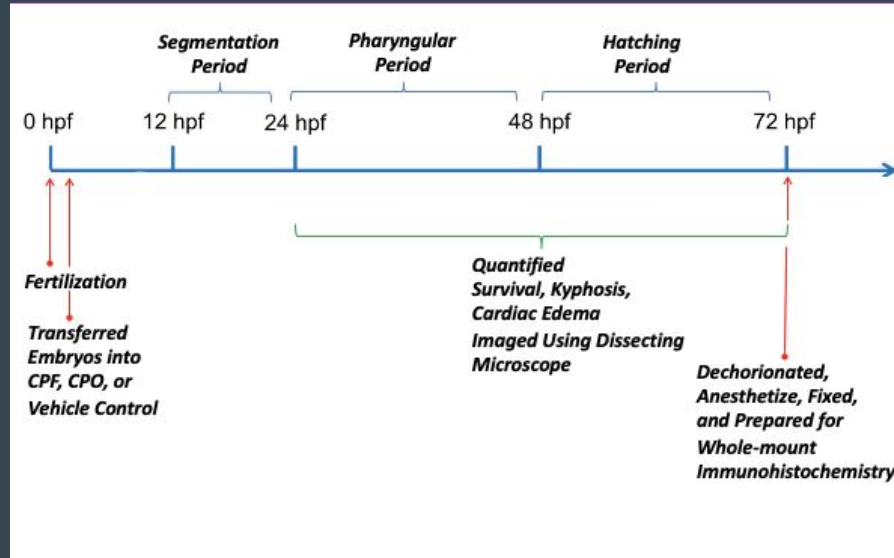 Segmentation
Period
Pharyngular
Period
Hatching
Period
0 hpf
12 hpf
24 hpf
48 hpf
72 hpf
Fertilization
Transferred
Embryos into
CPF, CPO, or
Vehicle Control
Quantified
Survival, Kyphosis,
Cardiac Edema
Imaged Using Dissecting
Microscope
Dechorionated,
Anesthetize, Fixed,
and Prepared for
Whole-mount
Immunohistochemistry